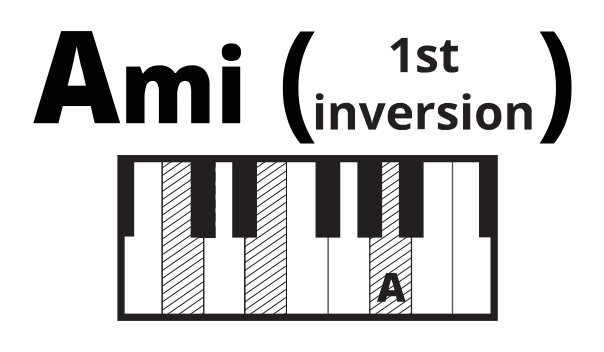 Ami (1st
inversion)
A